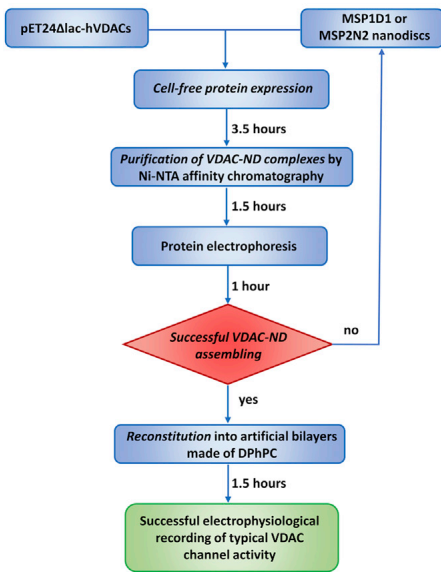 pET24Δlac-hVDACs
MSP1D1 or
MSP2N2 nanodiscs
Cell-free protein expression
3.5 hours
Purification of VDAC-ND complexes by
Ni-NTA affinity chromatography
1.5 hours
Protein electrophoresis
1 hour
Successful VDAC-ND
assembling
no
yes
Reconstitution into artificial bilayers
made of DPhPC
1.5 hours
Successful electrophysiological
recording of typical VDAC
channel activity